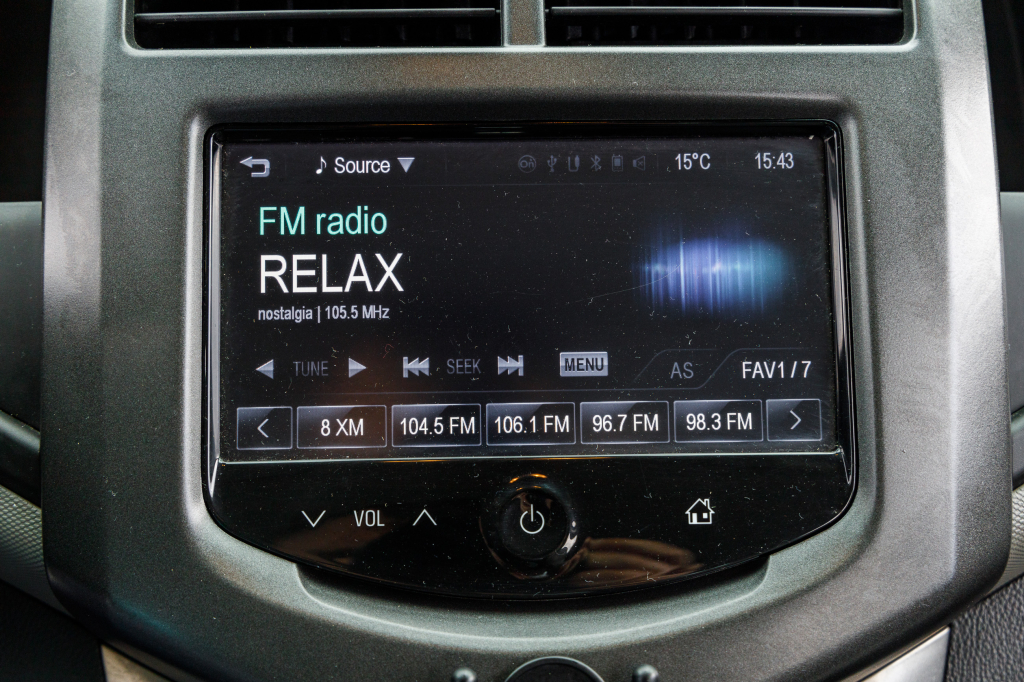 Source 15°C 15:43
FM radio
RELAX
nostalgia | 105.5 MHz
TUNE SEEK MENU AS FAV1 / 7
< 8 XM 104.5 FM 106.1 FM 96.7 FM 98.3 FM >
VOL